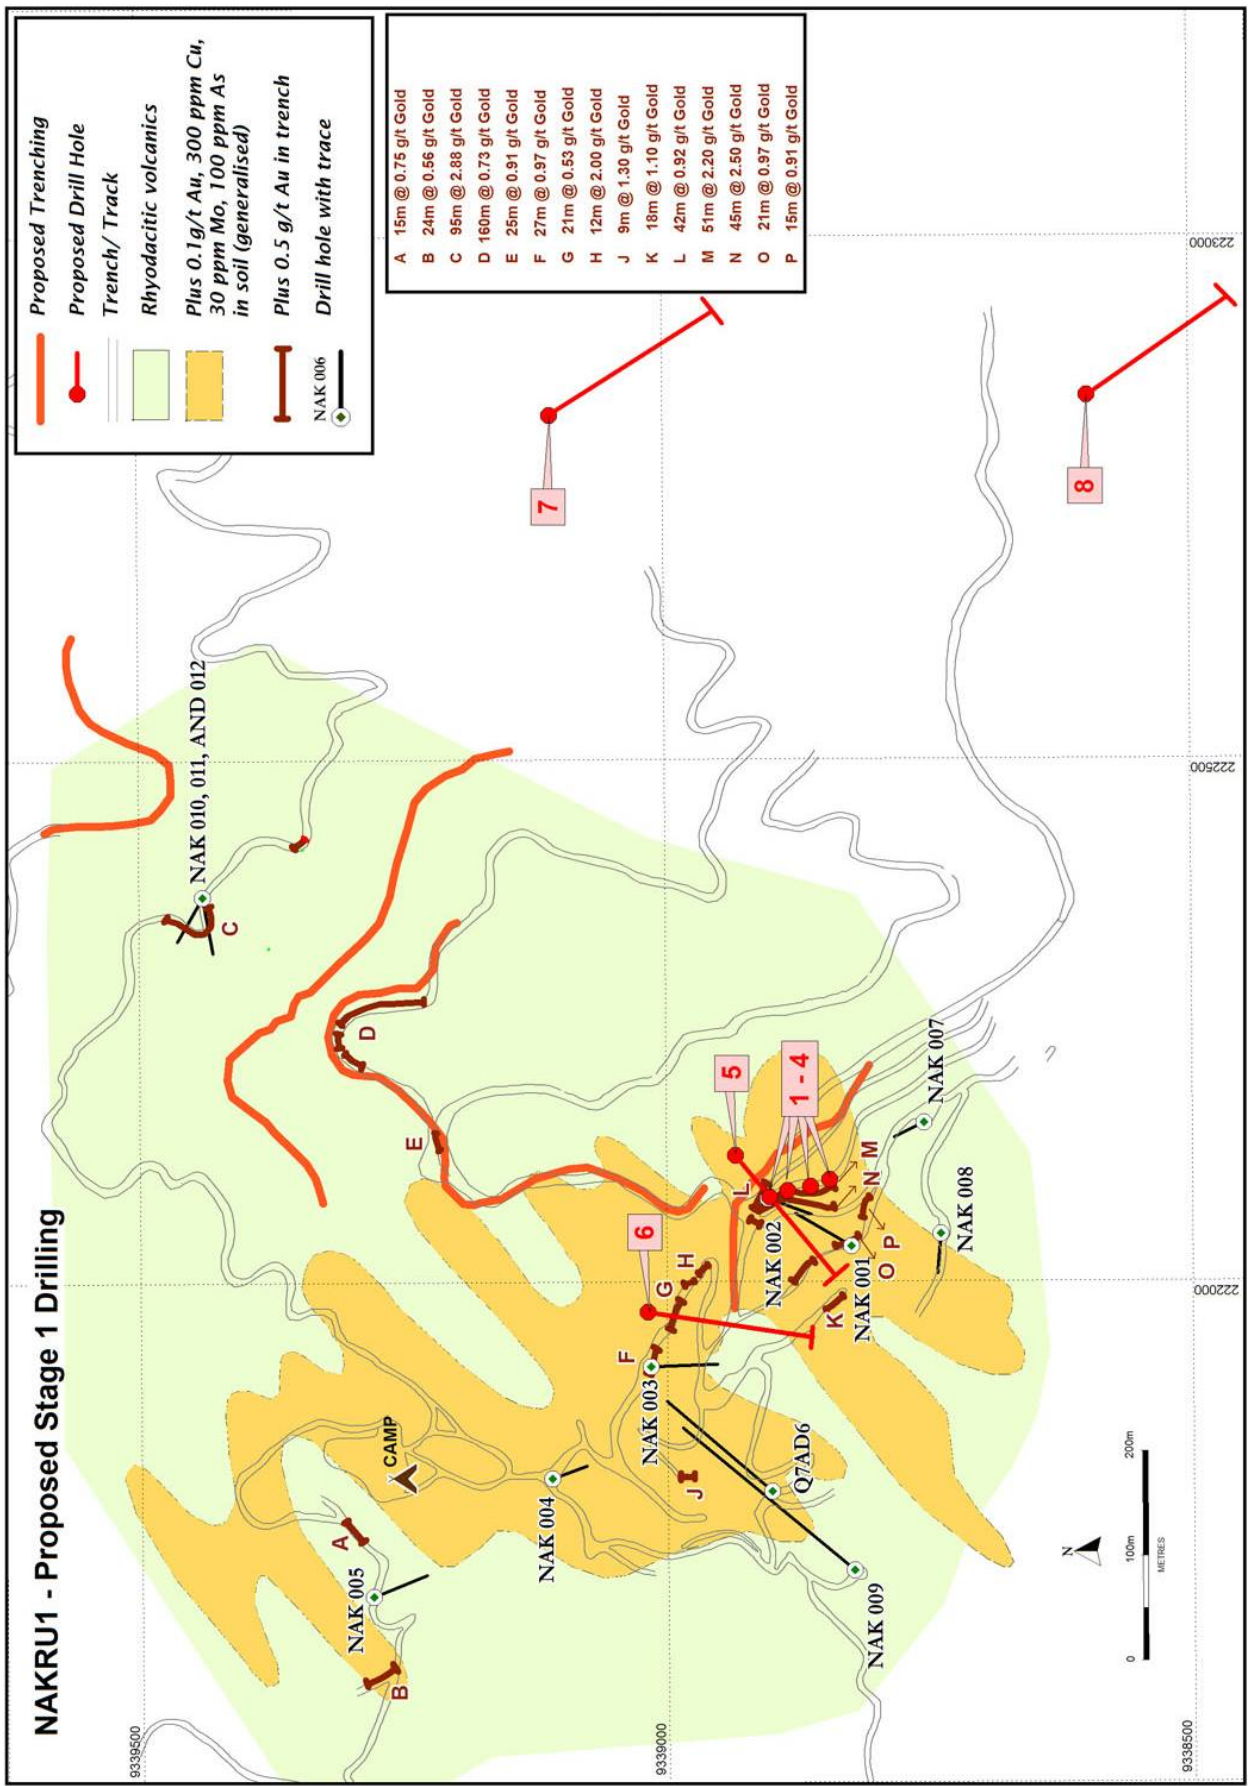 NAKRU1 - Proposed Stage 1 Drilling
Proposed Trenching
Proposed Drill Hole
Trench/ Track
Rhyodacitic volcanics
Plus 0.1g/t Au, 300 ppm Cu,
30 ppm Mo, 100 ppm As
in soil (generalised)
Plus 0.5 g/t Au in trench
NAK 006
Drill hole with trace
A 15m @ 0.75 g/t Gold
B 24m @ 0.56 g/t Gold
C 95m @ 2.88 g/t Gold
D 160m @ 0.73 g/t Gold
E 25m @ 0.91 g/t Gold
F 27m @ 0.97 g/t Gold
G 21m @ 0.53 g/t Gold
H 12m @ 2.00 g/t Gold
J 9m @ 1.30 g/t Gold
K 18m @ 1.10 g/t Gold
L 42m @ 0.92 g/t Gold
M 51m @ 2.20 g/t Gold
N 45m @ 2.50 g/t Gold
O 21m @ 0.97 g/t Gold
P 15m @ 0.91 g/t Gold
9339500
NAK 010, 011, AND 012
C
A
CAMP
D
NAK 005
B
E
NAK 004
7
9339000
NAK 003
F
6
G
H
J
5
L
1 - 4
NAK 002
Q7AD6
K
NAK 001
O
P
N
M
NAK 009
NAK 007
NAK 008
8
N
0
100m
200m
METRES
9338500
222000
222500
223000